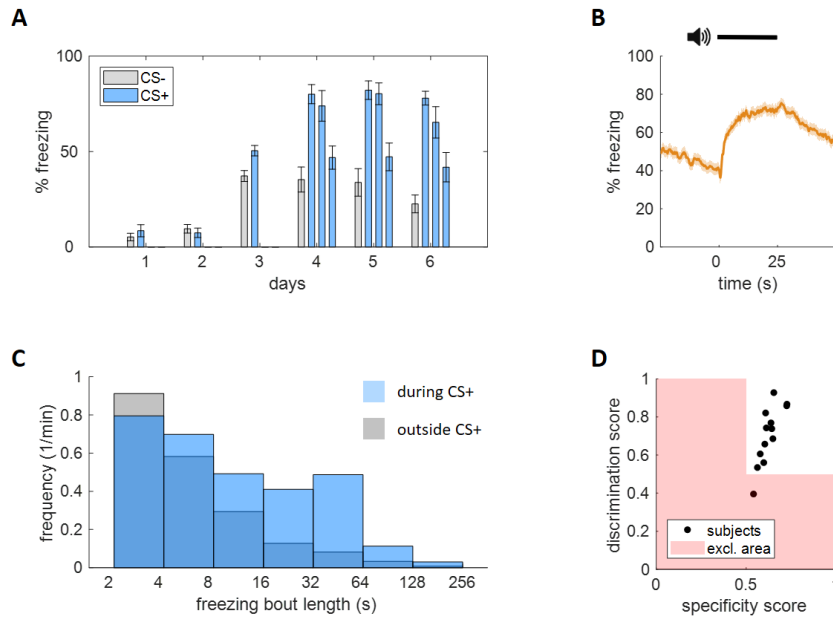 A
100
50
0
% freezing
CS-
CS+
1 2 3 4 5 6
days
B
100
80
60
40
20
0
% freezing
0 25
time (s)
C
1
0.8
0.6
0.4
0.2
0
frequency (1/min)
during CS+
outside CS+
2 4 8 16 32 64 128 256
freezing bout length (s)
D
1
0.8
0.6
0.4
0.2
0
discrimination score
subjects
excl. area
0 0.5 1
specificity score